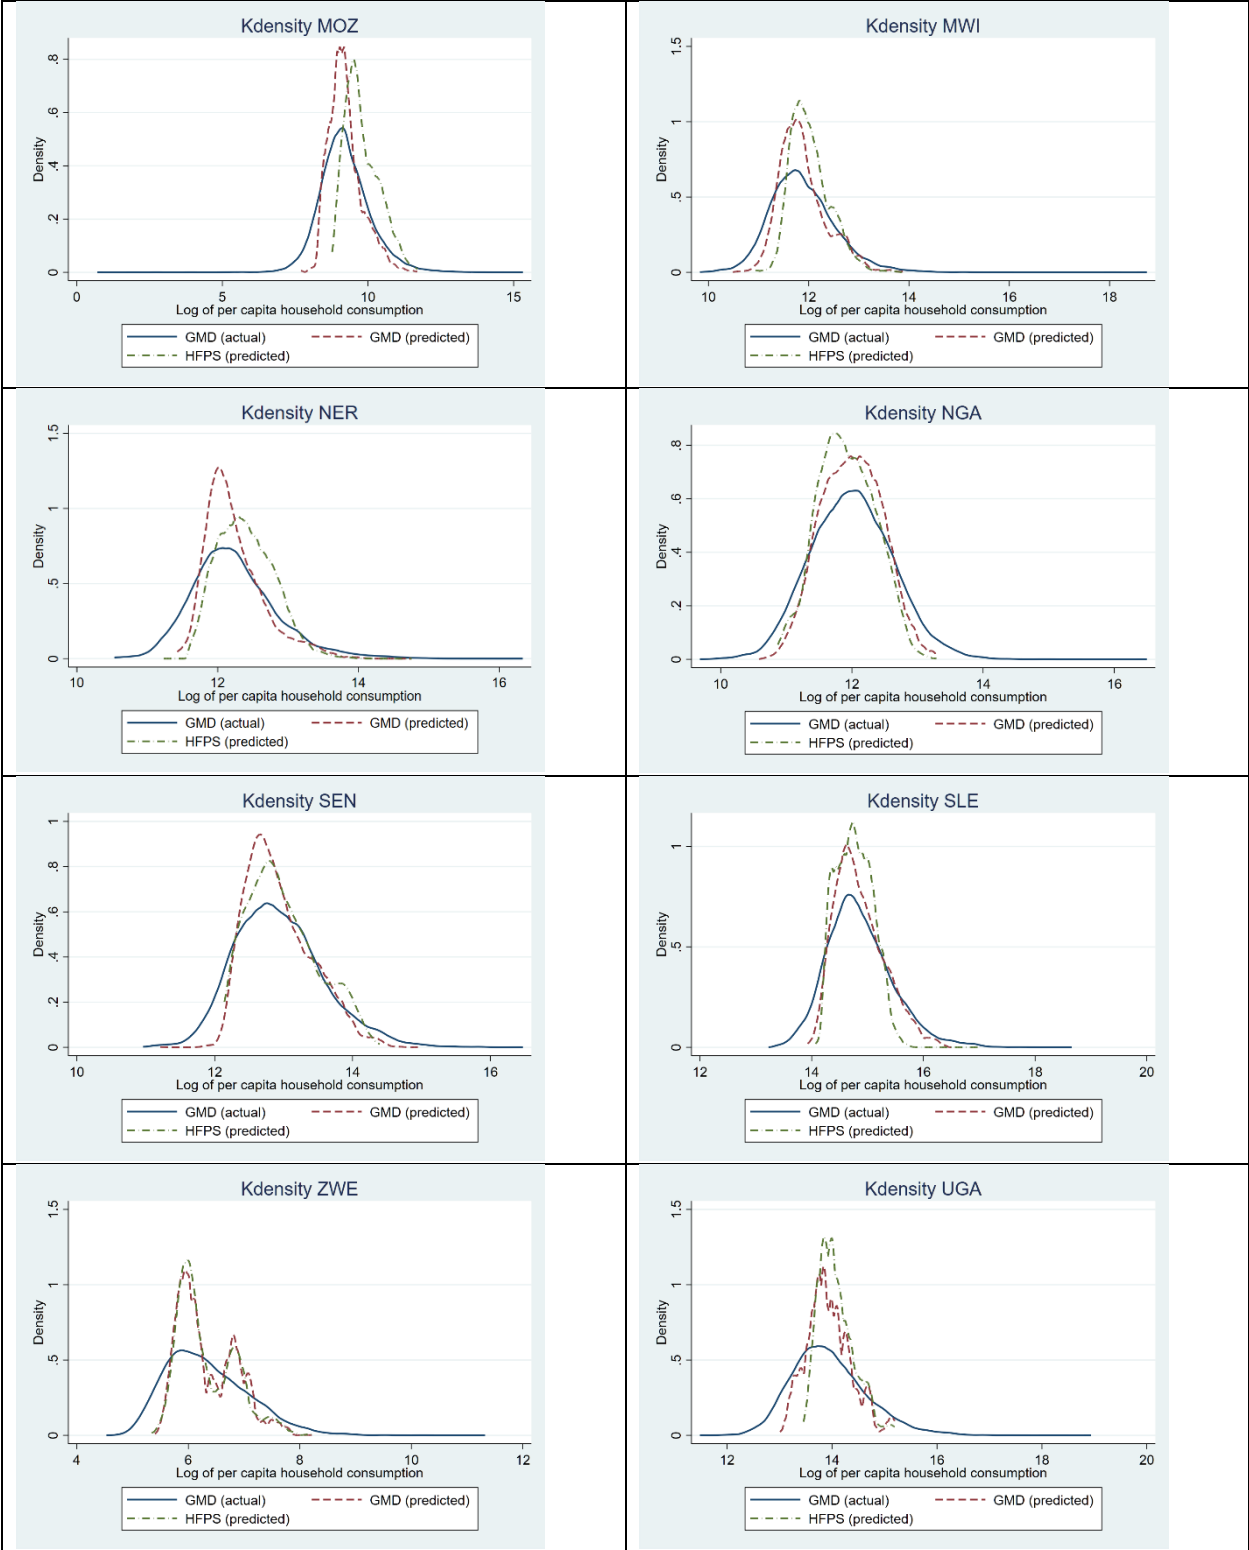 Kdensity MOZ
Density
0 .2 .4 .6 .8
0 5 10 15
Log of per capita household consumption
GMD (actual) GMD (predicted)
HFPS (predicted)
Kdensity MWI
Density
0 .5 1 1.5
10 12 14 16 18
Log of per capita household consumption
GMD (actual) GMD (predicted)
HFPS (predicted)
Kdensity NER
Density
0 .5 1 1.5
10 12 14 16
Log of per capita household consumption
GMD (actual) GMD (predicted)
HFPS (predicted)
Kdensity NGA
Density
0 .2 .4 .6 .8
10 12 14 16
Log of per capita household consumption
GMD (actual) GMD (predicted)
HFPS (predicted)
Kdensity SEN
Density
0 .2 .4 .6 .8 1
10 12 14 16
Log of per capita household consumption
GMD (actual) GMD (predicted)
HFPS (predicted)
Kdensity SLE
Density
0 .5 1
12 14 16 18 20
Log of per capita household consumption
GMD (actual) GMD (predicted)
HFPS (predicted)
Kdensity ZWE
Density
0 .5 1 1.5
4 6 8 10 12
Log of per capita household consumption
GMD (actual) GMD (predicted)
HFPS (predicted)
Kdensity UGA
Density
0 .5 1 1.5
12 14 16 18 20
Log of per capita household consumption
GMD (actual) GMD (predicted)
HFPS (predicted)